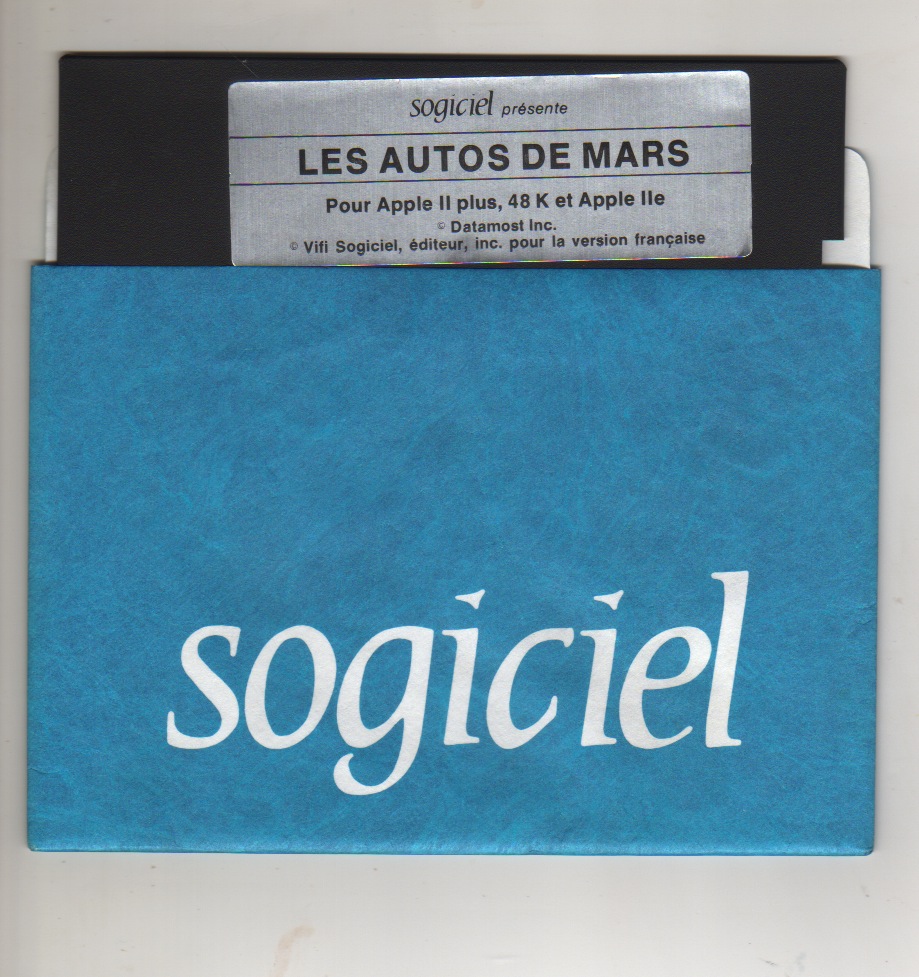 sogiciel présente
LES AUTOS DE MARS
Pour Apple II plus, 48 K et Apple IIe
© Datamost Inc.
© Vifi Sogiciel, éditeur, inc. pour la version française
sogiciel